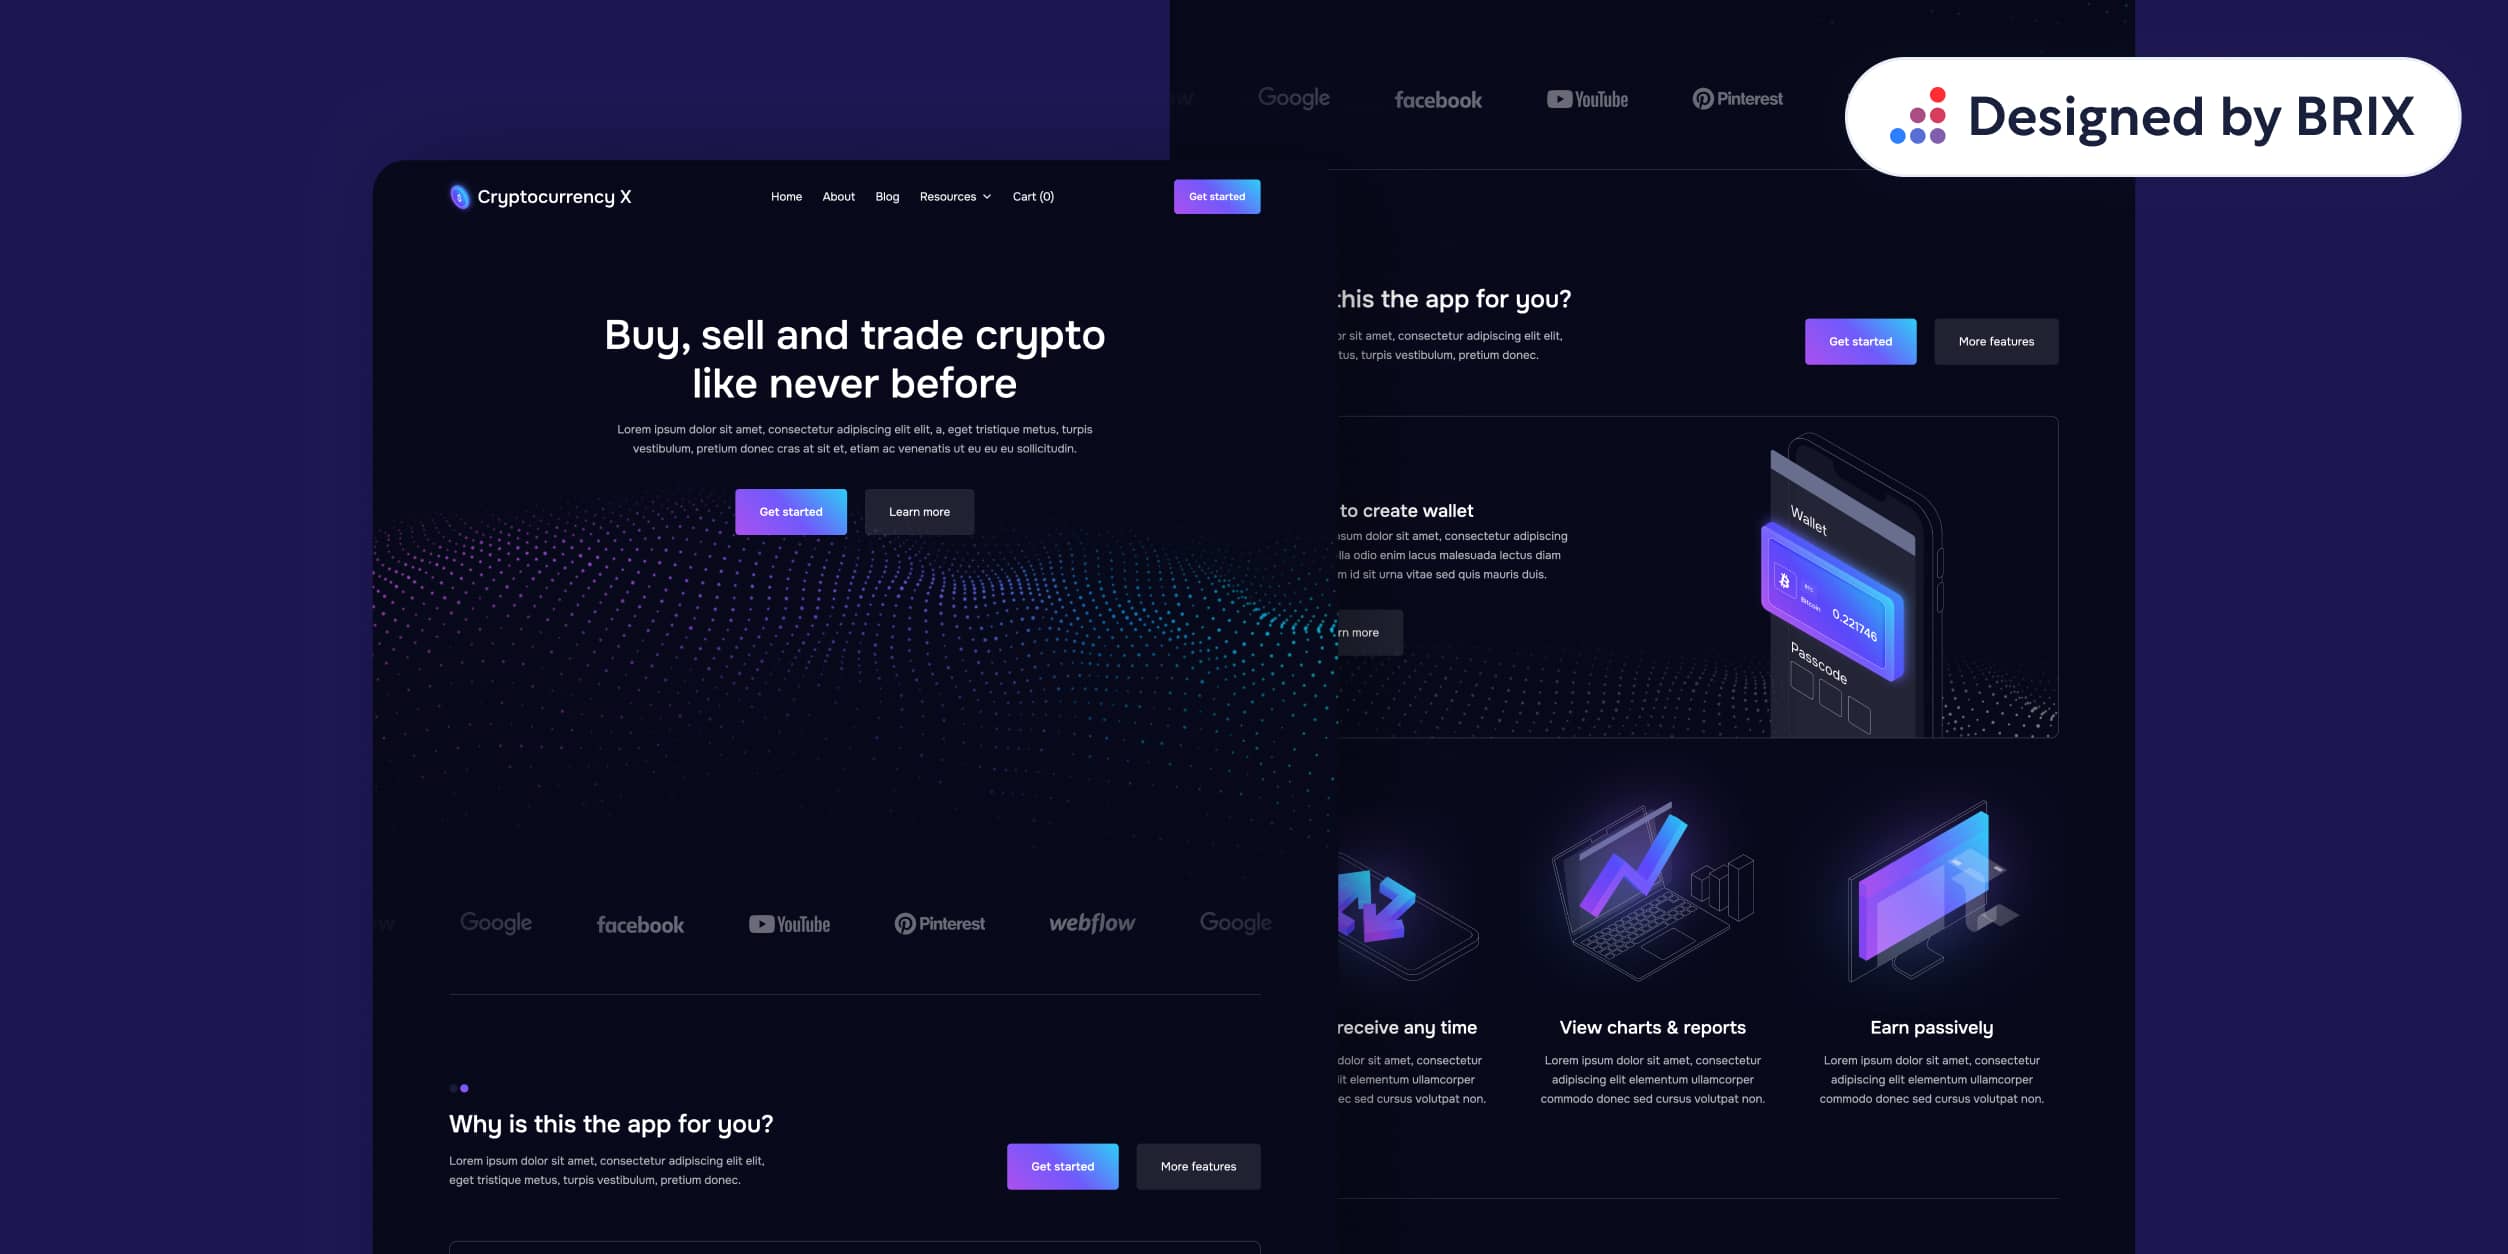 Designed by BRIX
Cryptocurrency X
Home
About
Blog
Resources
Cart (0)
Get started
Buy, sell and trade crypto
like never before
Lorem ipsum dolor sit amet, consectetur adipiscing elit elit, a, eget tristique metus, turpis
vestibulum, pretium donec cras at sit et, etiam ac venenatis ut eu eu eu sollicitudin.
Get started
Learn more
Google
facebook
YouTube
Pinterest
webflow
Google
Why is this the app for you?
Lorem ipsum dolor sit amet, consectetur adipiscing elit elit,
eget tristique metus, turpis vestibulum, pretium donec.
Get started
More features
Google
facebook
YouTube
Pinterest
this the app for you?
or sit amet, consectetur adipiscing elit elit,
tus, turpis vestibulum, pretium donec.
Get started
More features
to create wallet
sum dolor sit amet, consectetur adipiscing
lla odio enim lacus malesuada lectus diam
m id sit urna vitae sed quis mauris duis.
rn more
Wallet
BTC
Bitcoin
0.221746
Passcode
receive any time
dolor sit amet, consectetur
lit elementum ullamcorper
ec sed cursus volutpat non.
View charts & reports
Lorem ipsum dolor sit amet, consectetur
adipiscing elit elementum ullamcorper
commodo donec sed cursus volutpat non.
Earn passively
Lorem ipsum dolor sit amet, consectetur
adipiscing elit elementum ullamcorper
commodo donec sed cursus volutpat non.